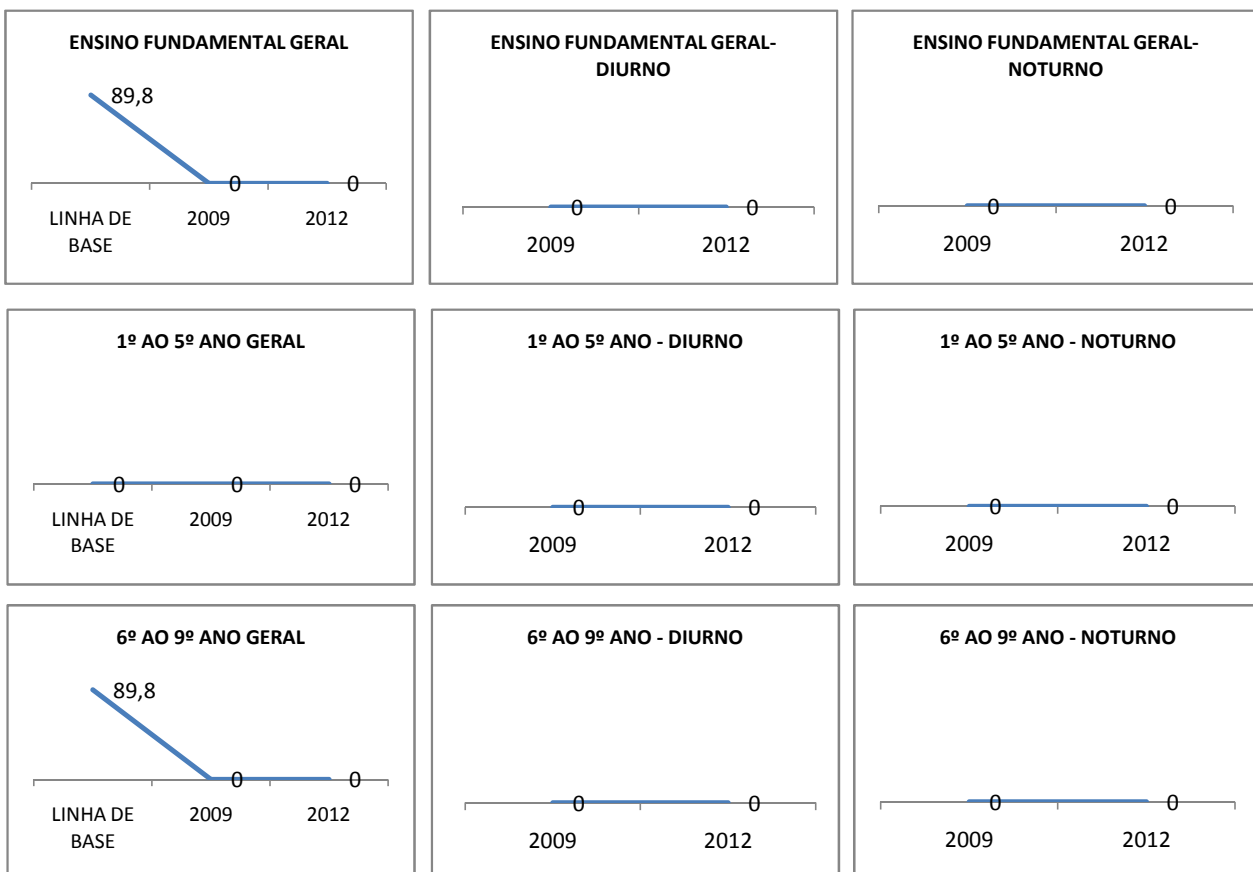 ENSINO FUNDAMENTAL GERAL
89,8
0
0
LINHA DE
BASE
2009
2012
ENSINO FUNDAMENTAL GERAL-
DIURNO
0
0
2009
2012
ENSINO FUNDAMENTAL GERAL-
NOTURNO
0
0
2009
2012
1º AO 5º ANO GERAL
0
0
0
LINHA DE
BASE
2009
2012
1º AO 5º ANO - DIURNO
0
0
2009
2012
1º AO 5º ANO - NOTURNO
0
0
2009
2012
6º AO 9º ANO GERAL
89,8
0
0
LINHA DE
BASE
2009
2012
6º AO 9º ANO - DIURNO
0
0
2009
2012
6º AO 9º ANO - NOTURNO
0
0
2009
2012